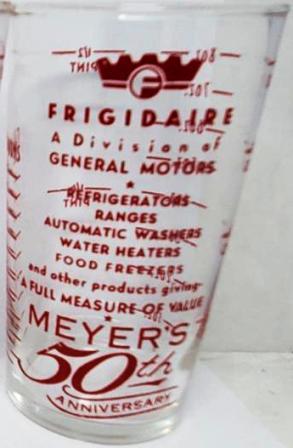 F
FRIGIDAIRE
A Division of
GENERAL MOTORS
REFRIGERATORS
RANGES
AUTOMATIC WASHERS
WATER HEATERS
FOOD FREEZERS
and other products giving
A FULL MEASURE OF VALUE
MEYER'S
50th
ANNIVERSARY